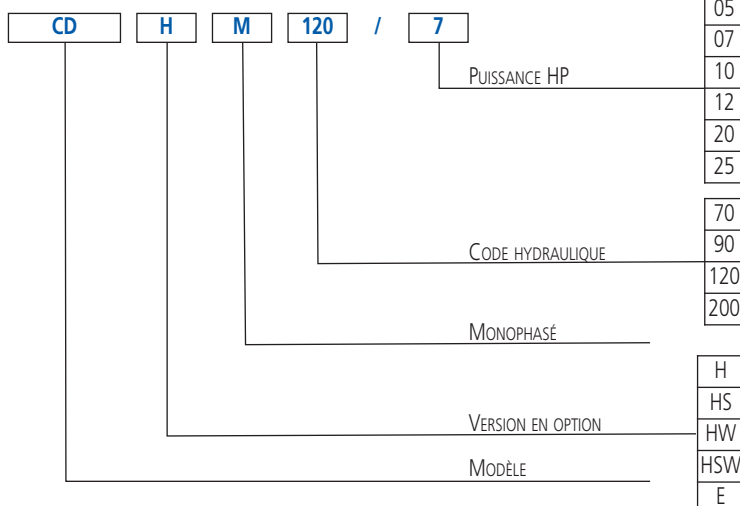 CD H M 120 / 7
05
07
Puissance HP
10
12
20
25
70
Code hydraulique
90
120
200
Monophasé
H
HS
Version en option
HW
HSW
Modèle
E